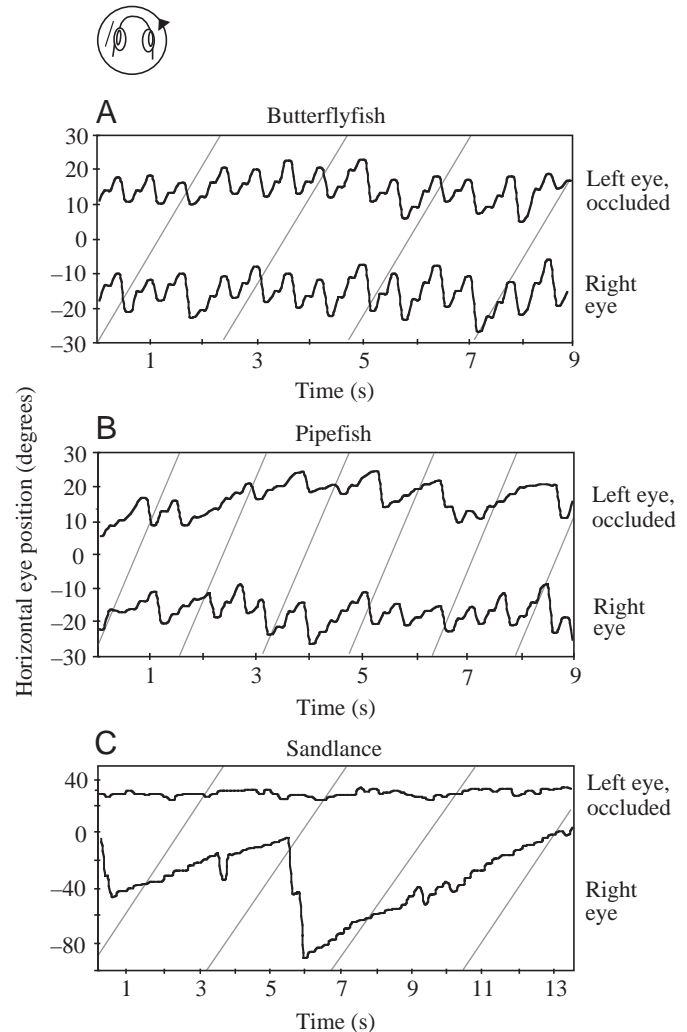 A
Butterflyfish
30
20
10
0
–10
–20
–30
Left eye,
occluded
Right
eye
1 3 5 7 9
Time (s)
Horizontal eye position (degrees)
B
Pipefish
30
20
10
0
–10
–20
–30
Left eye,
occluded
Right
eye
1 3 5 7 9
Time (s)
C
Sandlance
40
0
–40
–80
Left eye,
occluded
Right
eye
1 3 5 7 9 11 13
Time (s)